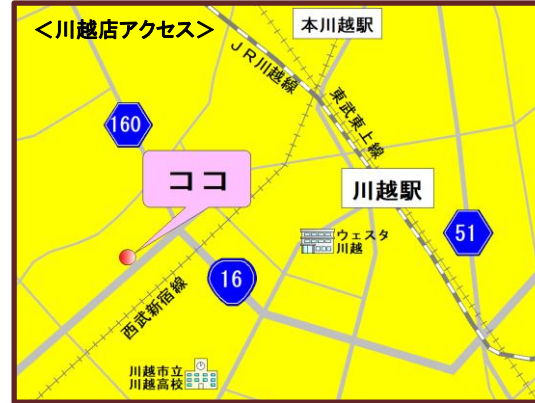 ＜川越店アクセス＞
本川越駅
ＪＲ川越線
東武東上線
160
ココ
川越駅
ウェスタ
川越
51
16
西武新宿線
川越市立
川越高校